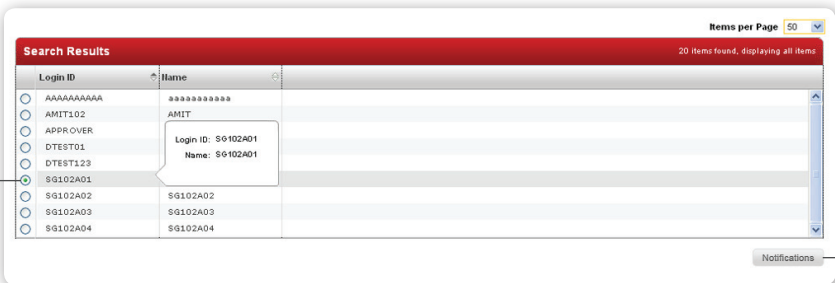 Items per Page 50
Search Results 20 items found, displaying all items
Login ID Name
AAAAAAAAAA aaaaaaaaaaa
AMIT102 AMIT
APPROVER
DTEST01
DTEST123
Login ID: SG102A01
Name: SG102A01
SG102A01
SG102A02 SG102A02
SG102A03 SG102A03
SG102A04 SG102A04
Notifications